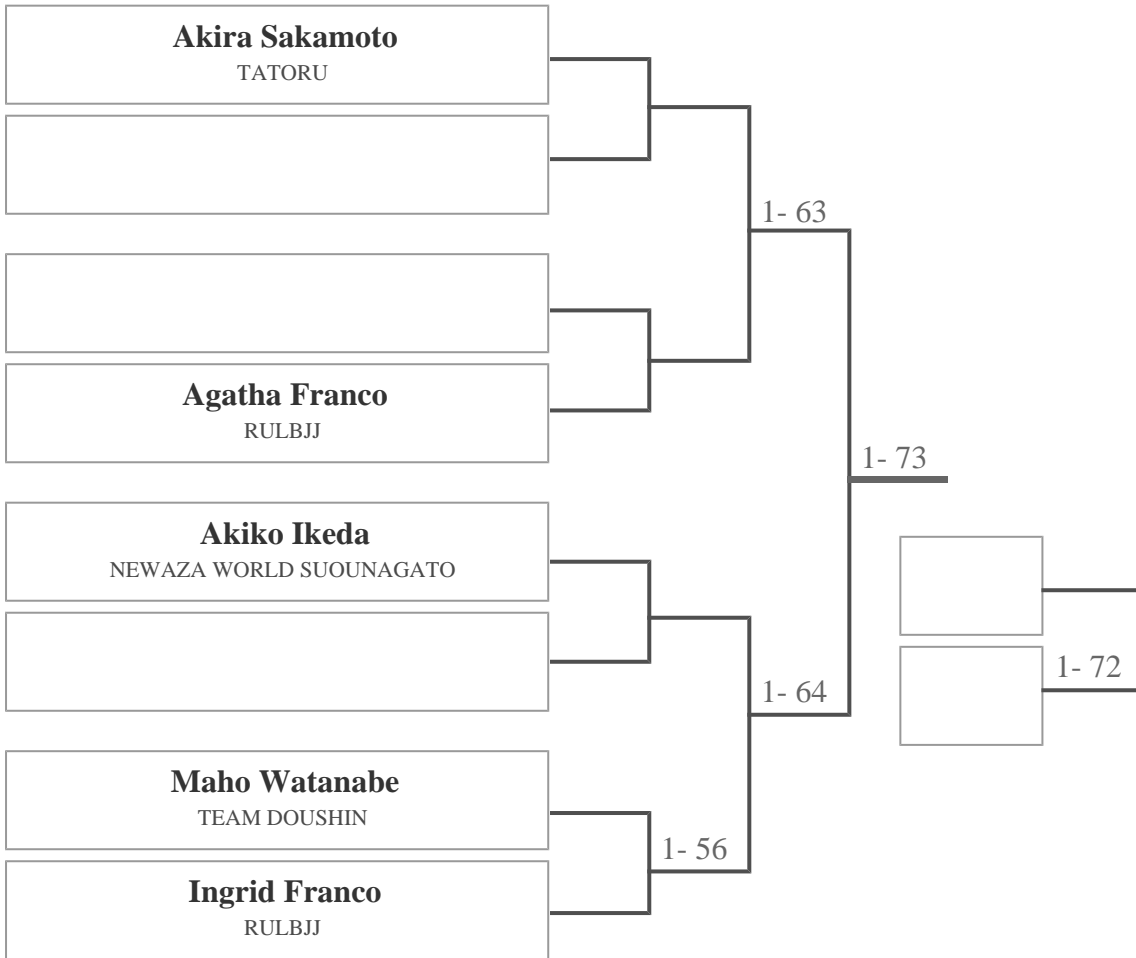 Akira Sakamoto
TATORU
1- 63
Agatha Franco
RULBJJ
1- 73
Akiko Ikeda
NEWAZA WORLD SUOUNAGATO
1- 64
1- 72
Maho Watanabe
TEAM DOUSHIN
1- 56
Ingrid Franco
RULBJJ